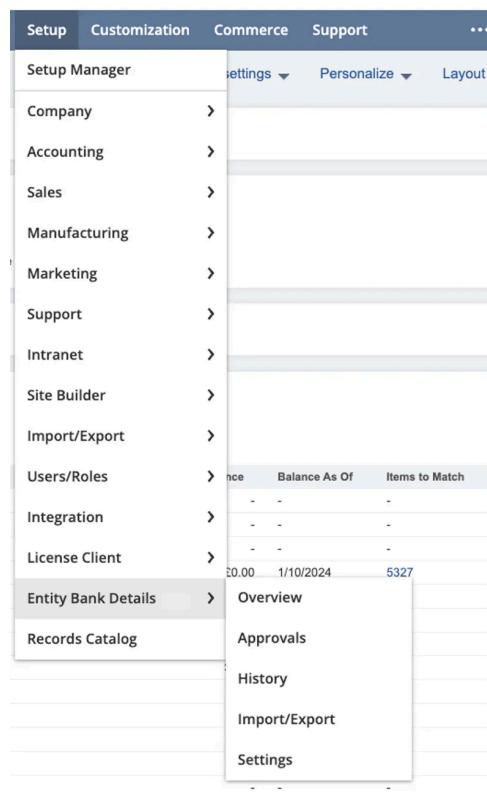 Setup Customization Commerce Support ...
Setup Manager
settings Personalize Layout
Company
Accounting
Sales
Manufacturing
Marketing
Support
Intranet
Site Builder
Import/Export
Users/Roles
Balance As Of Items to Match
- - -
- - -
Integration
- - -
License Client
£0.00 1/10/2024 5327
Entity Bank Details
Overview
Records Catalog
Approvals
History
Import/Export
Settings
- - -